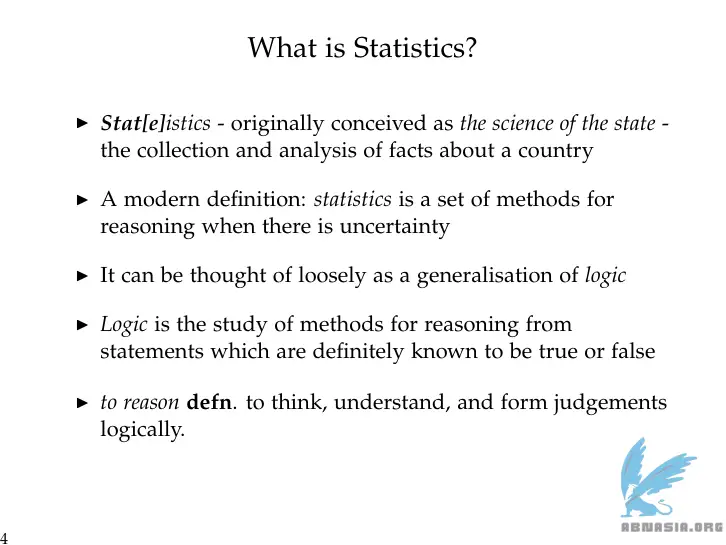 What is Statistics?
▶ Stat[e]istics - originally conceived as the science of the state -
the collection and analysis of facts about a country
▶ A modern definition: statistics is a set of methods for
reasoning when there is uncertainty
▶ It can be thought of loosely as a generalisation of logic
▶ Logic is the study of methods for reasoning from
statements which are definitely known to be true or false
▶ to reason defn. to think, understand, and form judgements
logically.
ABNASIA.ORG
4